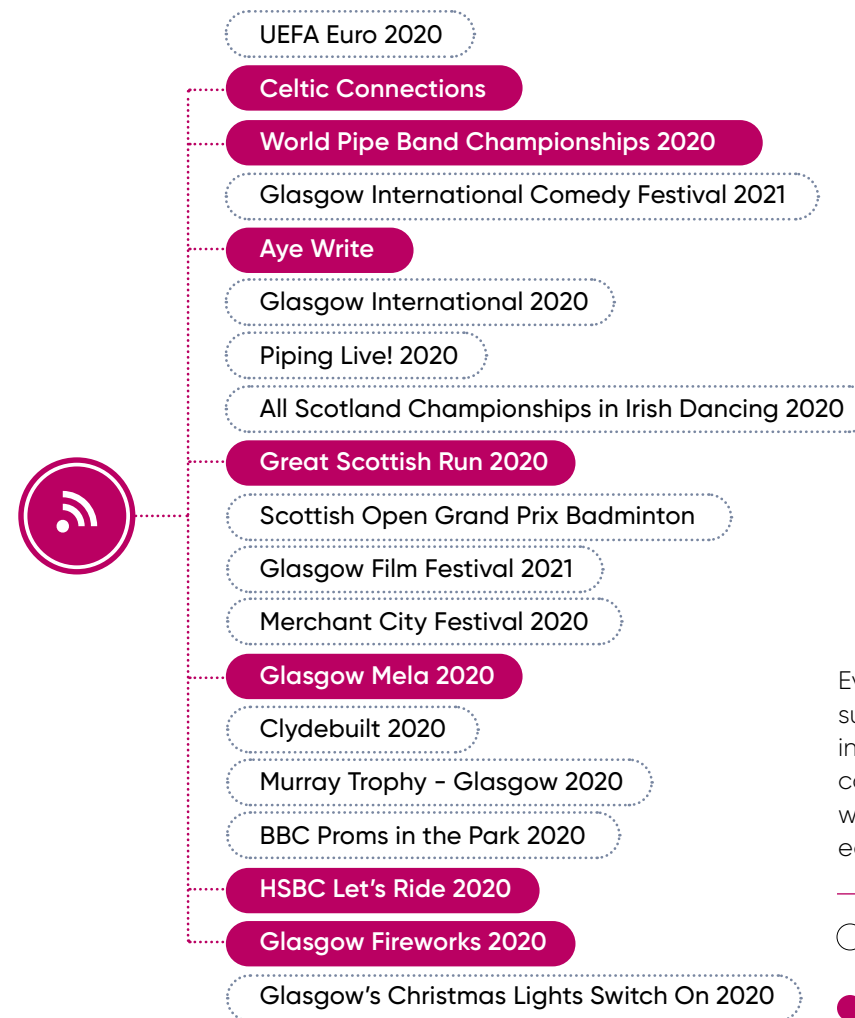 UEFA Euro 2020
Celtic Connections
World Pipe Band Championships 2020
Glasgow International Comedy Festival 2021
Aye Write
Glasgow International 2020
Piping Live! 2020
All Scotland Championships in Irish Dancing 2020
Great Scottish Run 2020
Scottish Open Grand Prix Badminton
Glasgow Film Festival 2021
Merchant City Festival 2020
Glasgow Mela 2020
Clydebuilt 2020
Murray Trophy - Glasgow 2020
BBC Proms in the Park 2020
HSBC Let's Ride 2020
Glasgow Fireworks 2020
Glasgow's Christmas Lights Switch On 2020